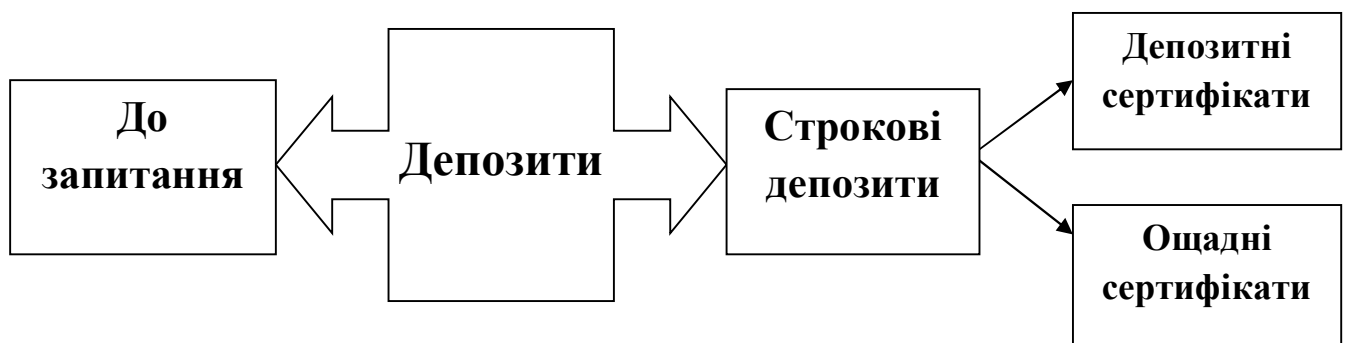 До
запитання
Депозити
Строкові
депозити
Депозитні
сертифікати
Ощадні
сертифікати